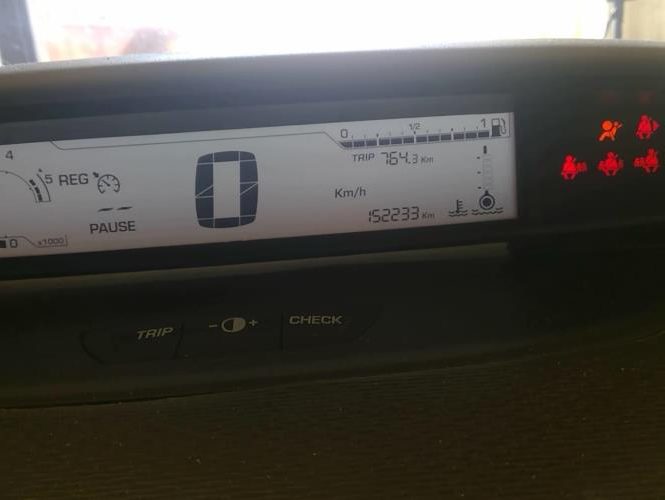 4
5
0
x1000
REG
-- PAUSE
0
Km/h
0 1/2 1
TRIP 764.3 Km
152233 Km
TRIP
- +
CHECK